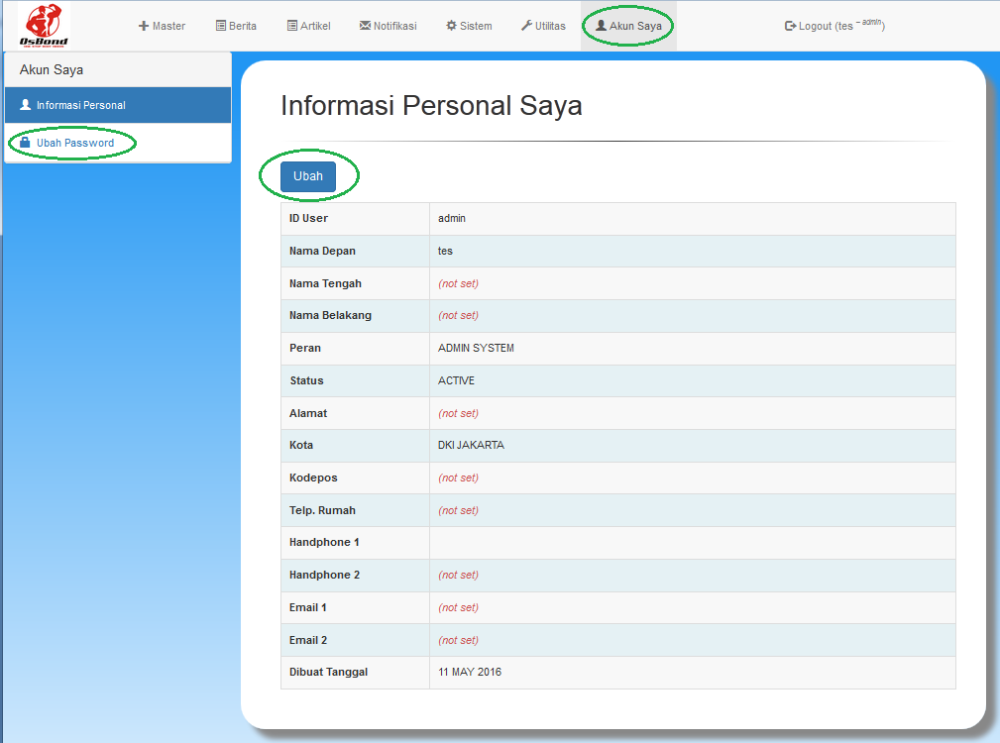 OsBond
Master Berita Artikel Notifikasi Sistem Utilitas Akun Saya Logout (tes - admin)
Akun Saya
Informasi Personal
Ubah Password
Informasi Personal Saya
Ubah
ID User admin
Nama Depan tes
Nama Tengah (not set)
Nama Belakang (not set)
Peran ADMIN SYSTEM
Status ACTIVE
Alamat (not set)
Kota DKI JAKARTA
Kodepos (not set)
Telp. Rumah (not set)
Handphone 1
Handphone 2 (not set)
Email 1 (not set)
Email 2 (not set)
Dibuat Tanggal 11 MAY 2016